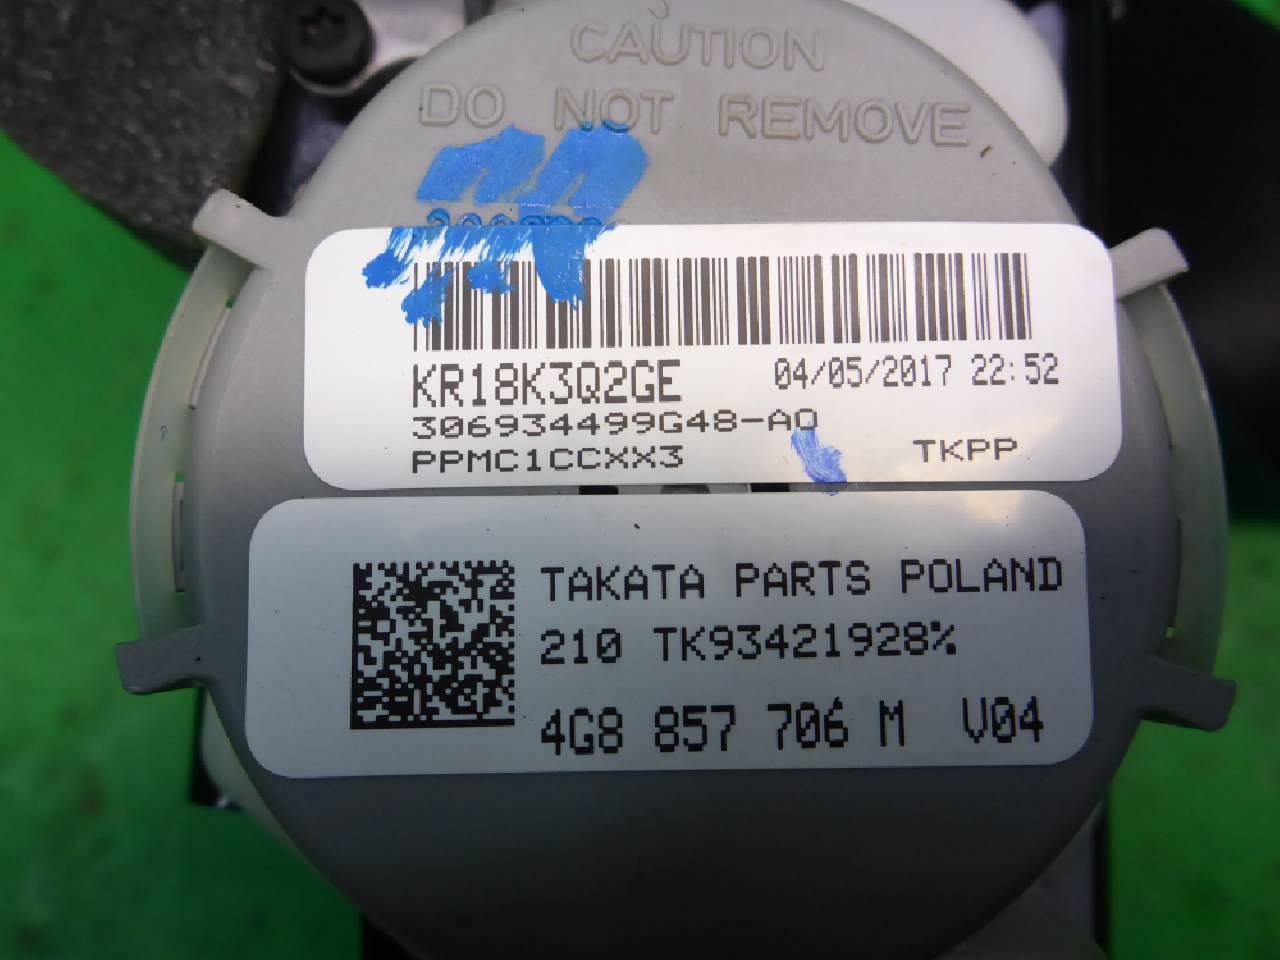 CAUTION
DO NOT REMOVE
KR18K3Q2GE 04/05/2017 22:52
306934499G48-AO
PPMC1CCXX3 TKPP
TAKATA PARTS POLAND
210 TK93421928%
4G8 857 706 M V04